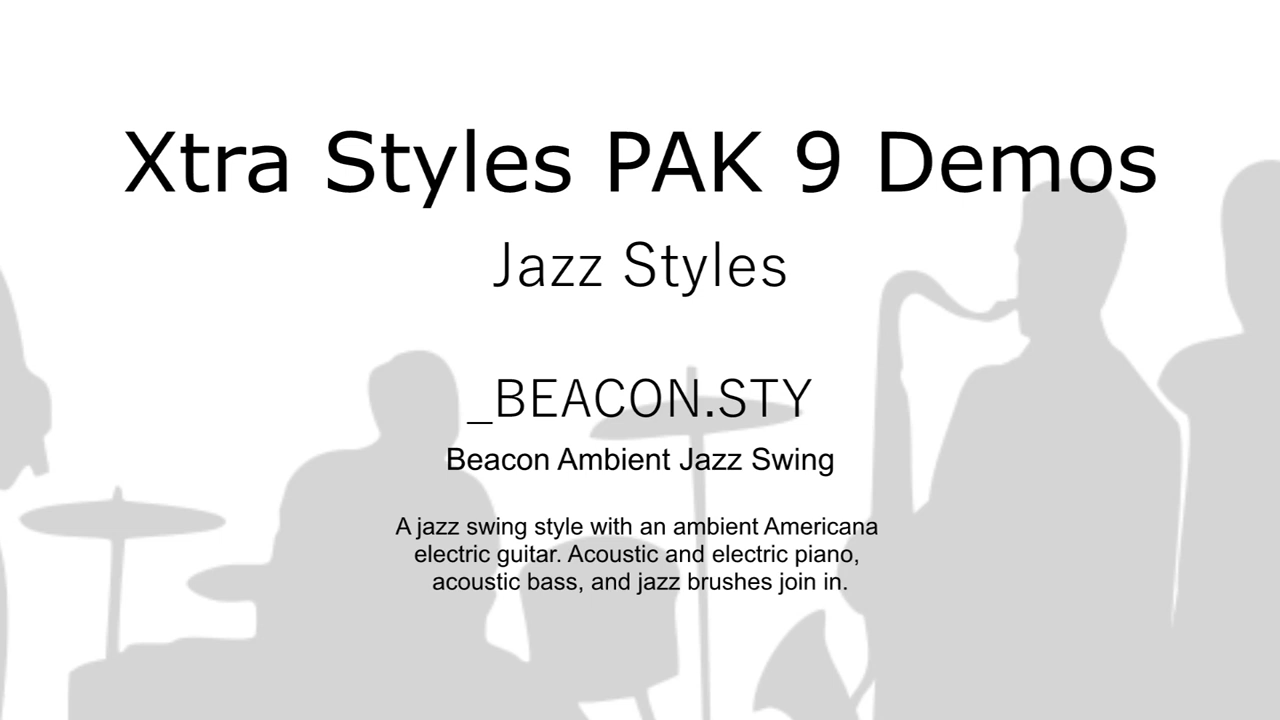 Xtra Styles PAK 9 Demos
Jazz Styles
_BEACON.STY
Beacon Ambient Jazz Swing
A jazz swing style with an ambient Americana
electric guitar. Acoustic and electric piano,
acoustic bass, and jazz brushes join in.